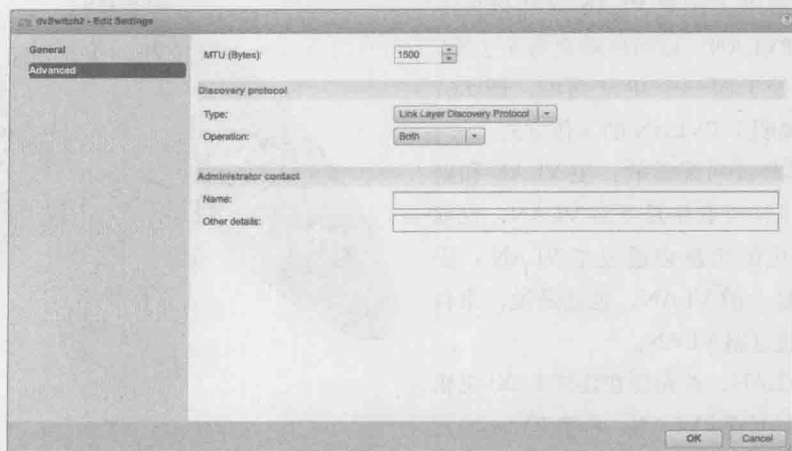 dvSwitch2 - Edit Settings
?
General
Advanced
MTU (Bytes): 1500
Discovery protocol
Type: Link Layer Discovery Protocol
Operation: Both
Administrator contact
Name:
Other details:
OK Cancel